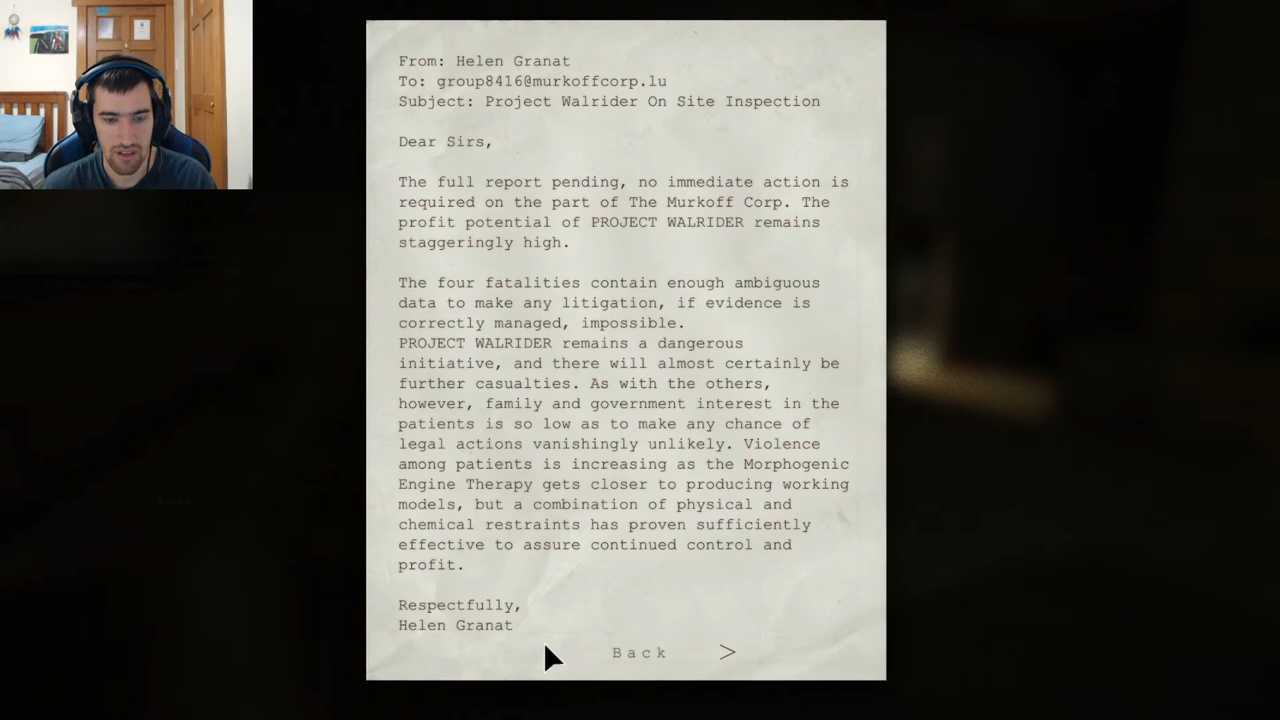 From: Helen Granat
To: group8416@murkoffcorp.lu
Subject: Project Walrider On Site Inspection
Dear Sirs,
The full report pending, no immediate action is
required on the part of The Murkoff Corp. The
profit potential of PROJECT WALRIDER remains
staggeringly high.
The four fatalities contain enough ambiguous
data to make any litigation, if evidence is
correctly managed, impossible.
PROJECT WALRIDER remains a dangerous
initiative, and there will almost certainly be
further casualties. As with the others,
however, family and government interest in the
patients is so low as to make any chance of
legal actions vanishingly unlikely. Violence
among patients is increasing as the Morphogenic
Engine Therapy gets closer to producing working
models, but a combination of physical and
chemical restraints has proven sufficiently
effective to assure continued control and
profit.
Respectfully,
Helen Granat
Back >